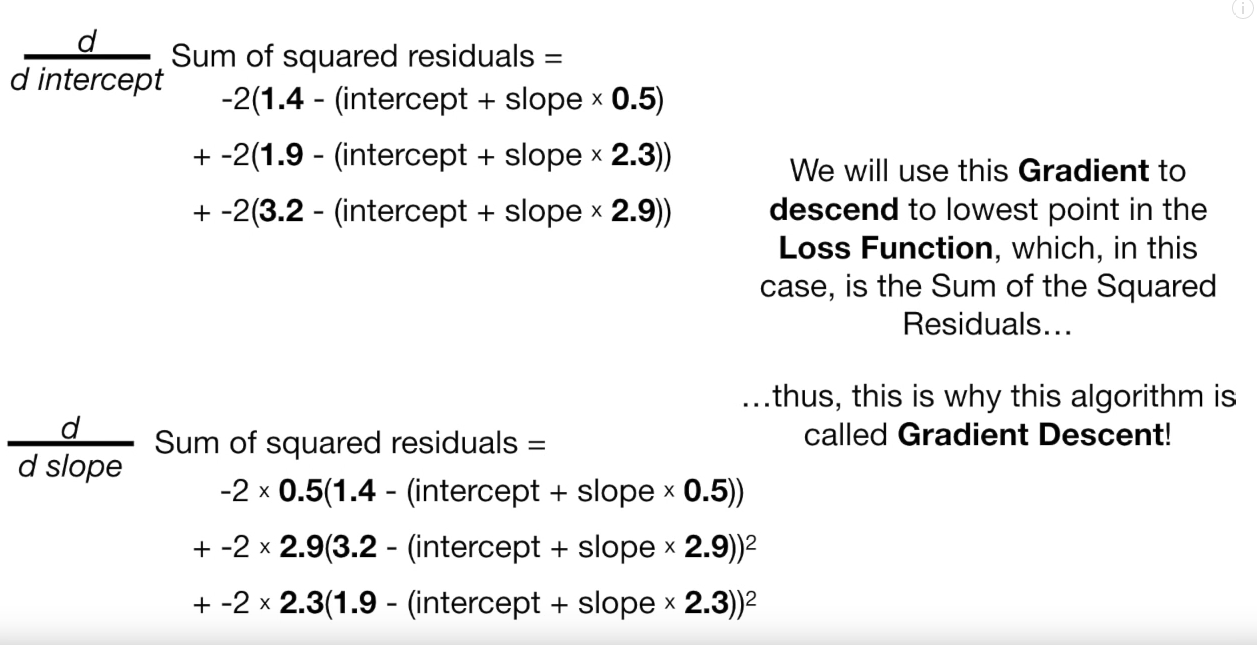 d
d intercept
Sum of squared residuals =
-2(1.4 - (intercept + slope × 0.5)
+ -2(1.9 - (intercept + slope × 2.3))
+ -2(3.2 - (intercept + slope × 2.9))
We will use this Gradient to
descend to lowest point in the
Loss Function, which, in this
case, is the Sum of the Squared
Residuals…
…thus, this is why this algorithm is
called Gradient Descent!
d
d slope
Sum of squared residuals =
-2 × 0.5(1.4 - (intercept + slope × 0.5))
+ -2 × 2.9(3.2 - (intercept + slope × 2.9))²
+ -2 × 2.3(1.9 - (intercept + slope × 2.3))²